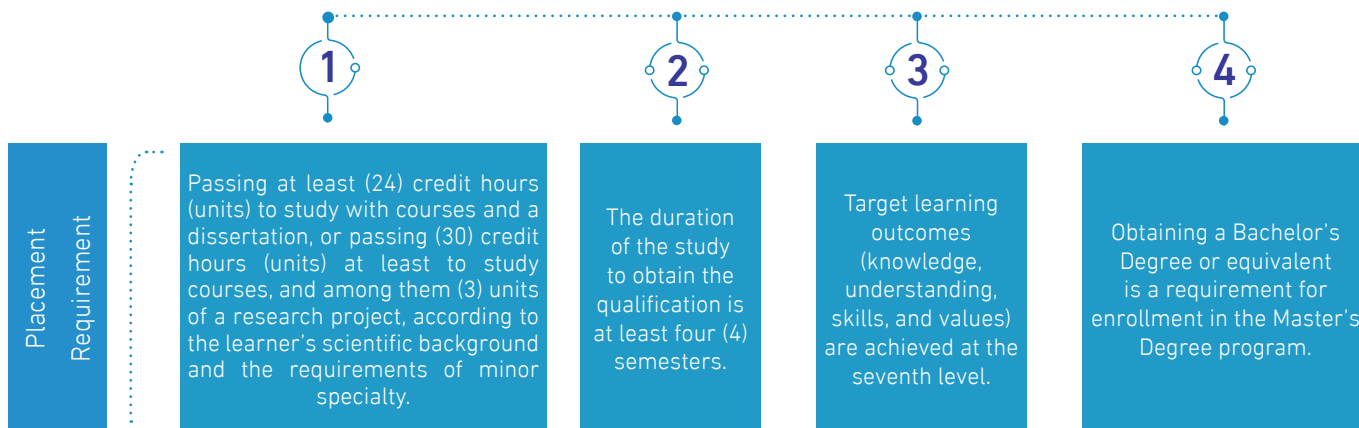 1
2
3
4
Placement
Requirement
Passing at least (24) credit hours
(units) to study with courses and a
dissertation, or passing (30) credit
hours (units) at least to study
courses, and among them (3) units
of a research project, according to
the learner's scientific background
and the requirements of minor
specialty.
The duration
of the study
to obtain the
qualification is
at least four (4)
semesters.
Target learning
outcomes
(knowledge,
understanding,
skills, and values)
are achieved at the
seventh level.
Obtaining a Bachelor's
Degree or equivalent
is a requirement for
enrollment in the Master's
Degree program.